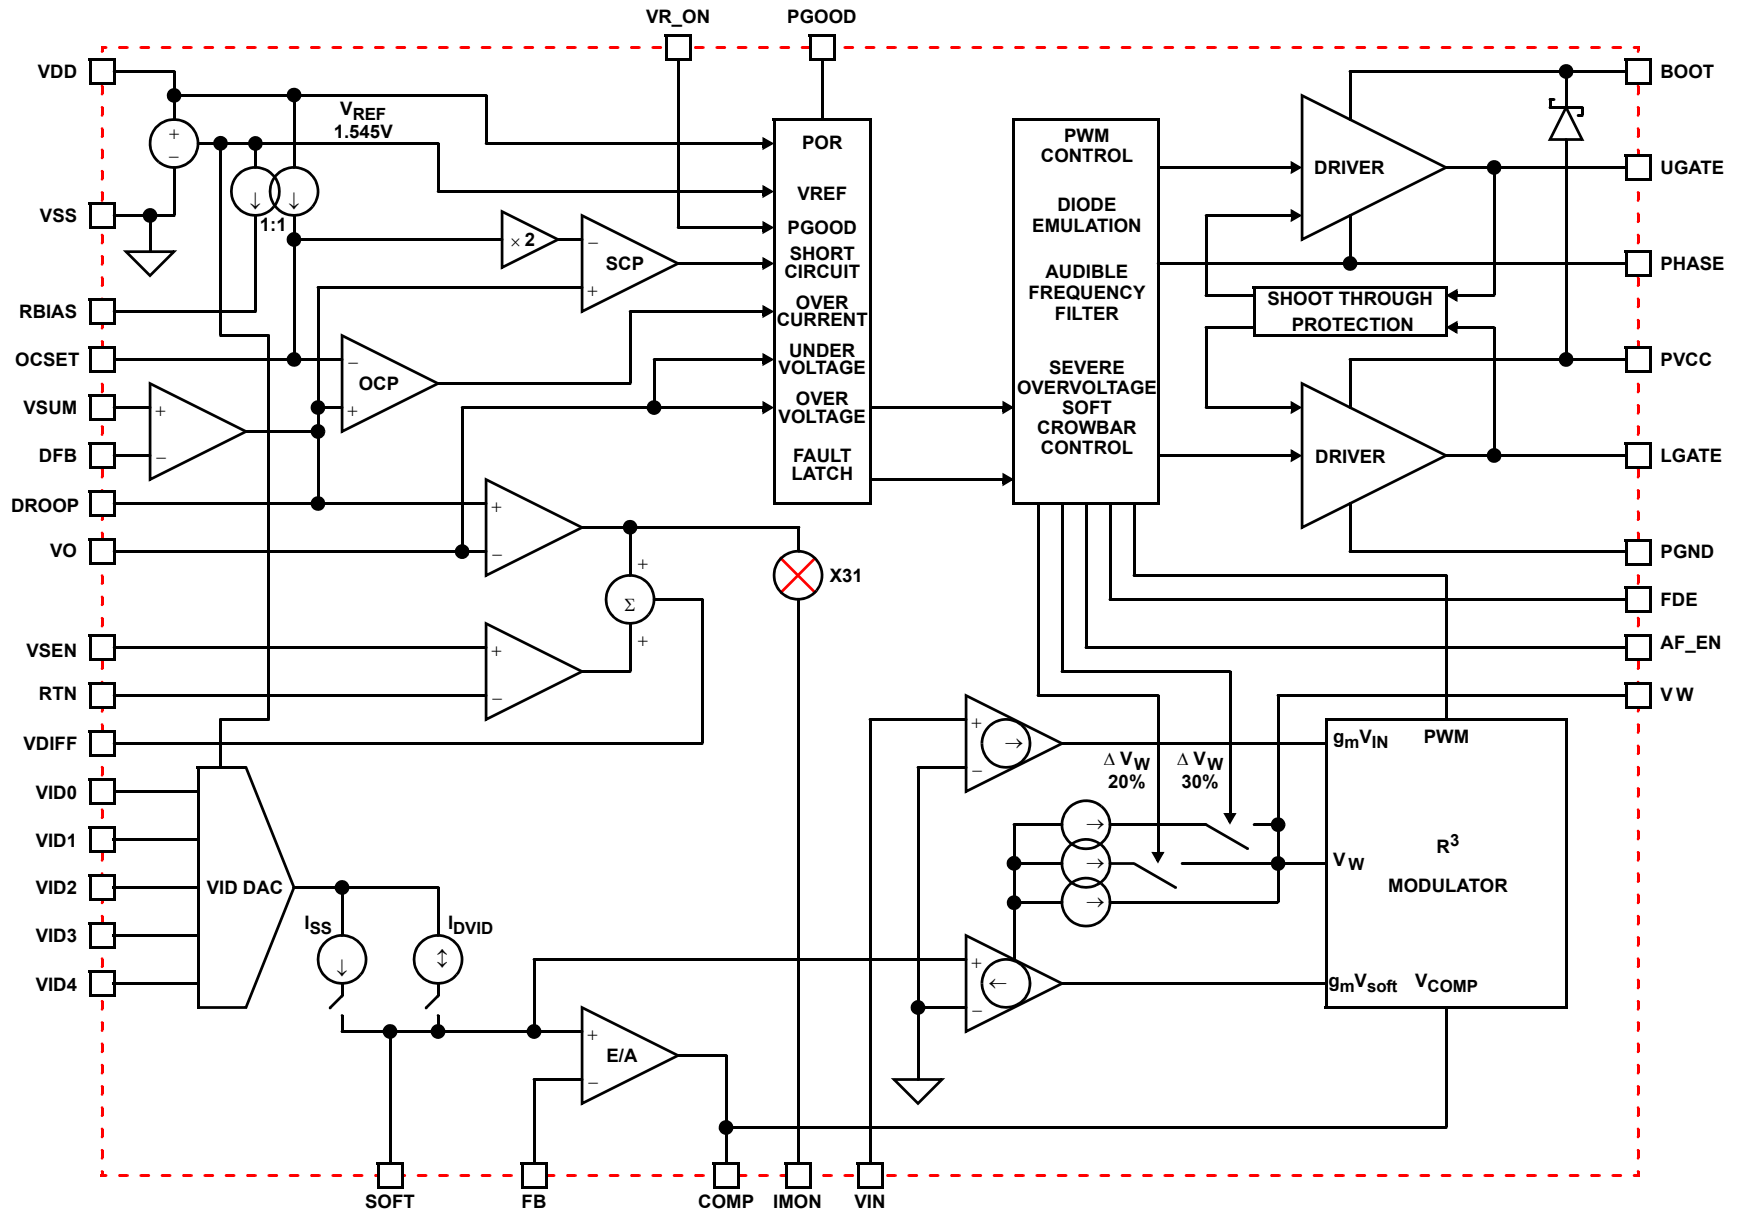 VR_ON
PGOOD
VDD
VSS
RBIAS
OCSET
VSUM
DFB
DROOP
VO
VSEN
RTN
VDIFF
VID0
VID1
VID2
VID3
VID4
VREF
1.545V
+
−
↓
↓
1:1
× 2
−
SCP
+
−
OCP
+
+
−
+
−
+
Σ
+
X31
+
−
POR
VREF
PGOOD
SHORT
CIRCUIT
OVER
CURRENT
UNDER
VOLTAGE
OVER
VOLTAGE
FAULT
LATCH
PWM
CONTROL
DIODE
EMULATION
AUDIBLE
FREQUENCY
FILTER
SEVERE
OVERVOLTAGE
SOFT
CROWBAR
CONTROL
DRIVER
SHOOT THROUGH
PROTECTION
DRIVER
BOOT
UGATE
PHASE
PVCC
LGATE
PGND
FDE
AF_EN
VW
VID DAC
ISS
↓
IDVID
↕
+
E/A
−
+
→
−
Δ VW
20%
Δ VW
30%
→
→
→
+
←
−
gmVIN
PWM
VW
R3
MODULATOR
gmVsoft
VCOMP
SOFT
FB
COMP
IMON
VIN